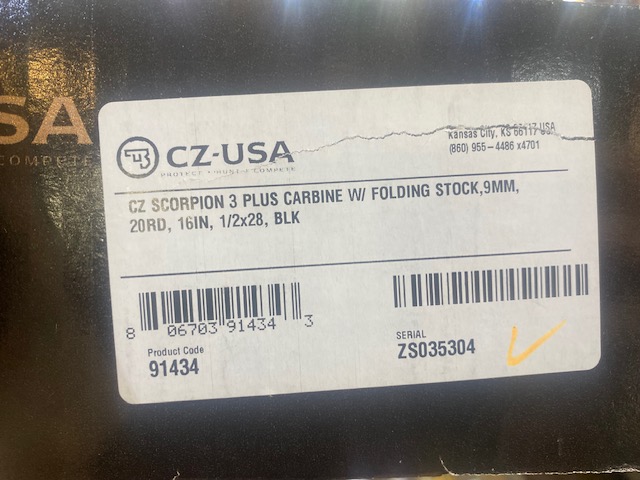 SA
COMPETE
CZ-USA
PROTECT • HUNT • COMPETE
Kansas City, KS 66117 USA
(860) 955-4486 x4701
CZ SCORPION 3 PLUS CARBINE W/ FOLDING STOCK,9MM,
20RD, 16IN, 1/2x28, BLK
8 06703 91434 3
Product Code
91434
SERIAL
ZS035304